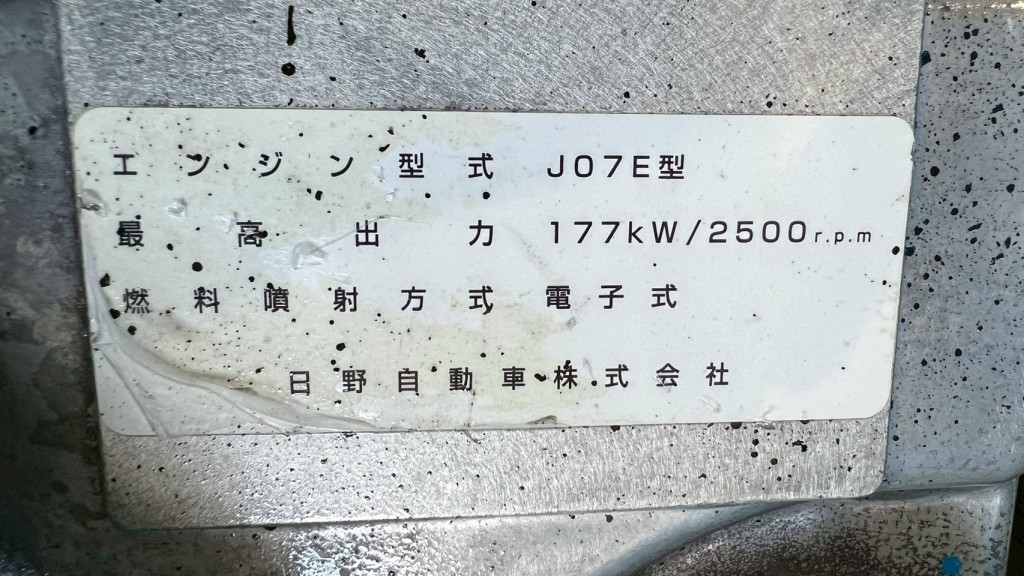 エンジン型式 J07E型
最高出力 177kW/2500r.p.m
燃料噴射方式 電子式
日野自動車株式会社